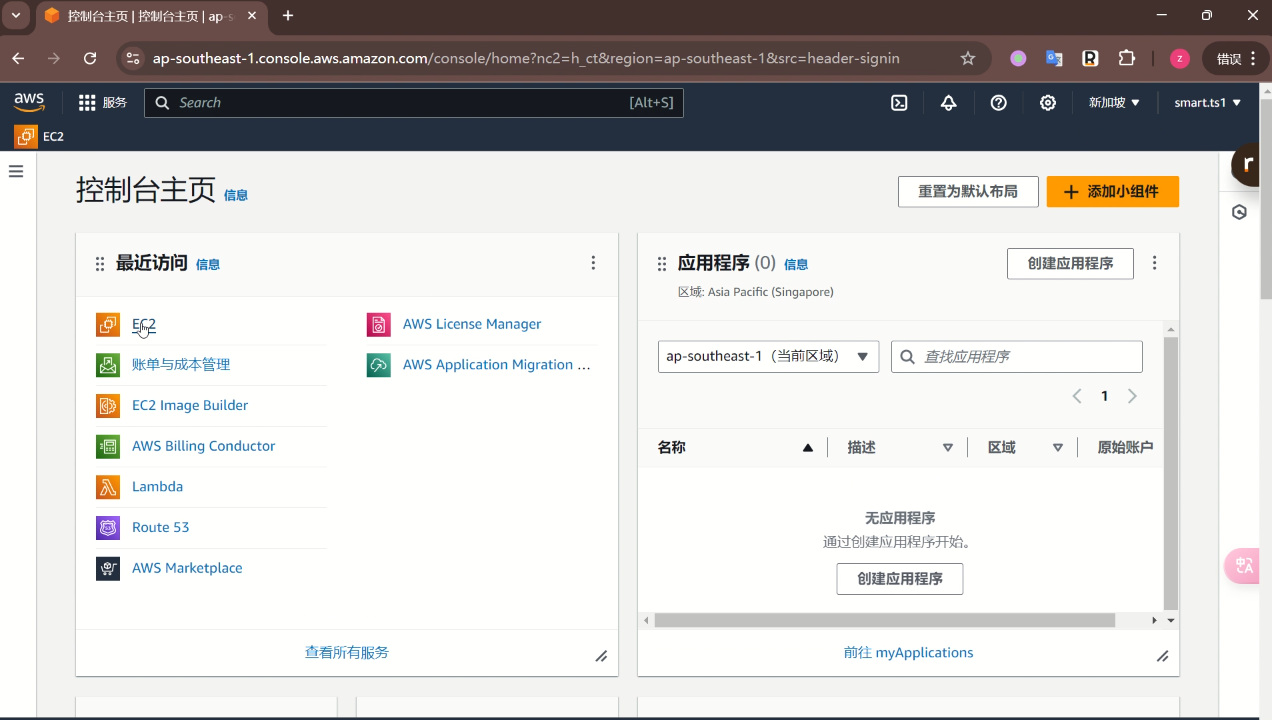 控制台主页 | 控制台主页 | ap-s
ap-southeast-1.console.aws.amazon.com/console/home?nc2=h_ct&region=ap-southeast-1&src=header-signin
z
错误
aws
服务
Search
[Alt+S]
新加坡
smart.ts1
EC2
控制台主页
信息
重置为默认布局
添加小组件
最近访问
信息
EC2
账单与成本管理
EC2 Image Builder
AWS Billing Conductor
Lambda
Route 53
AWS Marketplace
AWS License Manager
AWS Application Migration ...
查看所有服务
应用程序 (0) 信息
创建应用程序
区域: Asia Pacific (Singapore)
ap-southeast-1（当前区域）
查找应用程序
1
名称
描述
区域
原始账户
无应用程序
通过创建应用程序开始。
创建应用程序
前往 myApplications